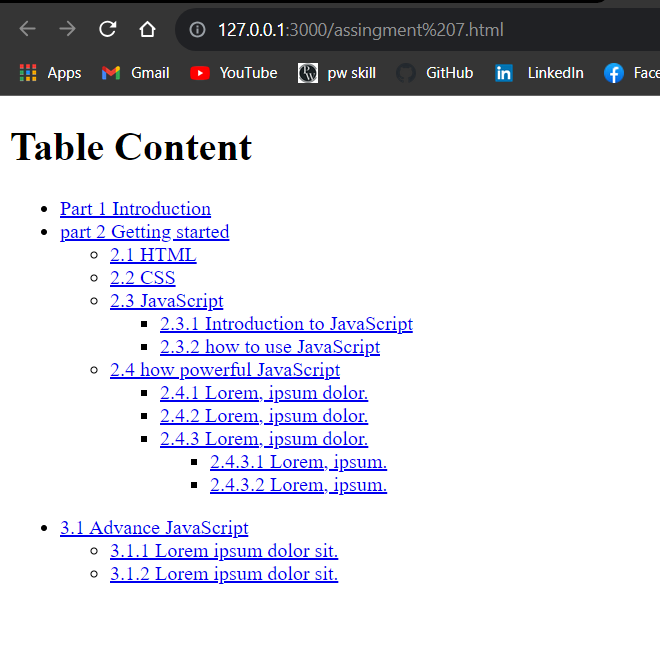 127.0.0.1:3000/assingment%207.html
Apps Gmail YouTube pw skill GitHub LinkedIn Face
Table Content
Part 1 Introduction
part 2 Getting started
2.1 HTML
2.2 CSS
2.3 JavaScript
2.3.1 Introduction to JavaScript
2.3.2 how to use JavaScript
2.4 how powerful JavaScript
2.4.1 Lorem, ipsum dolor.
2.4.2 Lorem, ipsum dolor.
2.4.3 Lorem, ipsum dolor.
2.4.3.1 Lorem, ipsum.
2.4.3.2 Lorem, ipsum.
3.1 Advance JavaScript
3.1.1 Lorem ipsum dolor sit.
3.1.2 Lorem ipsum dolor sit.